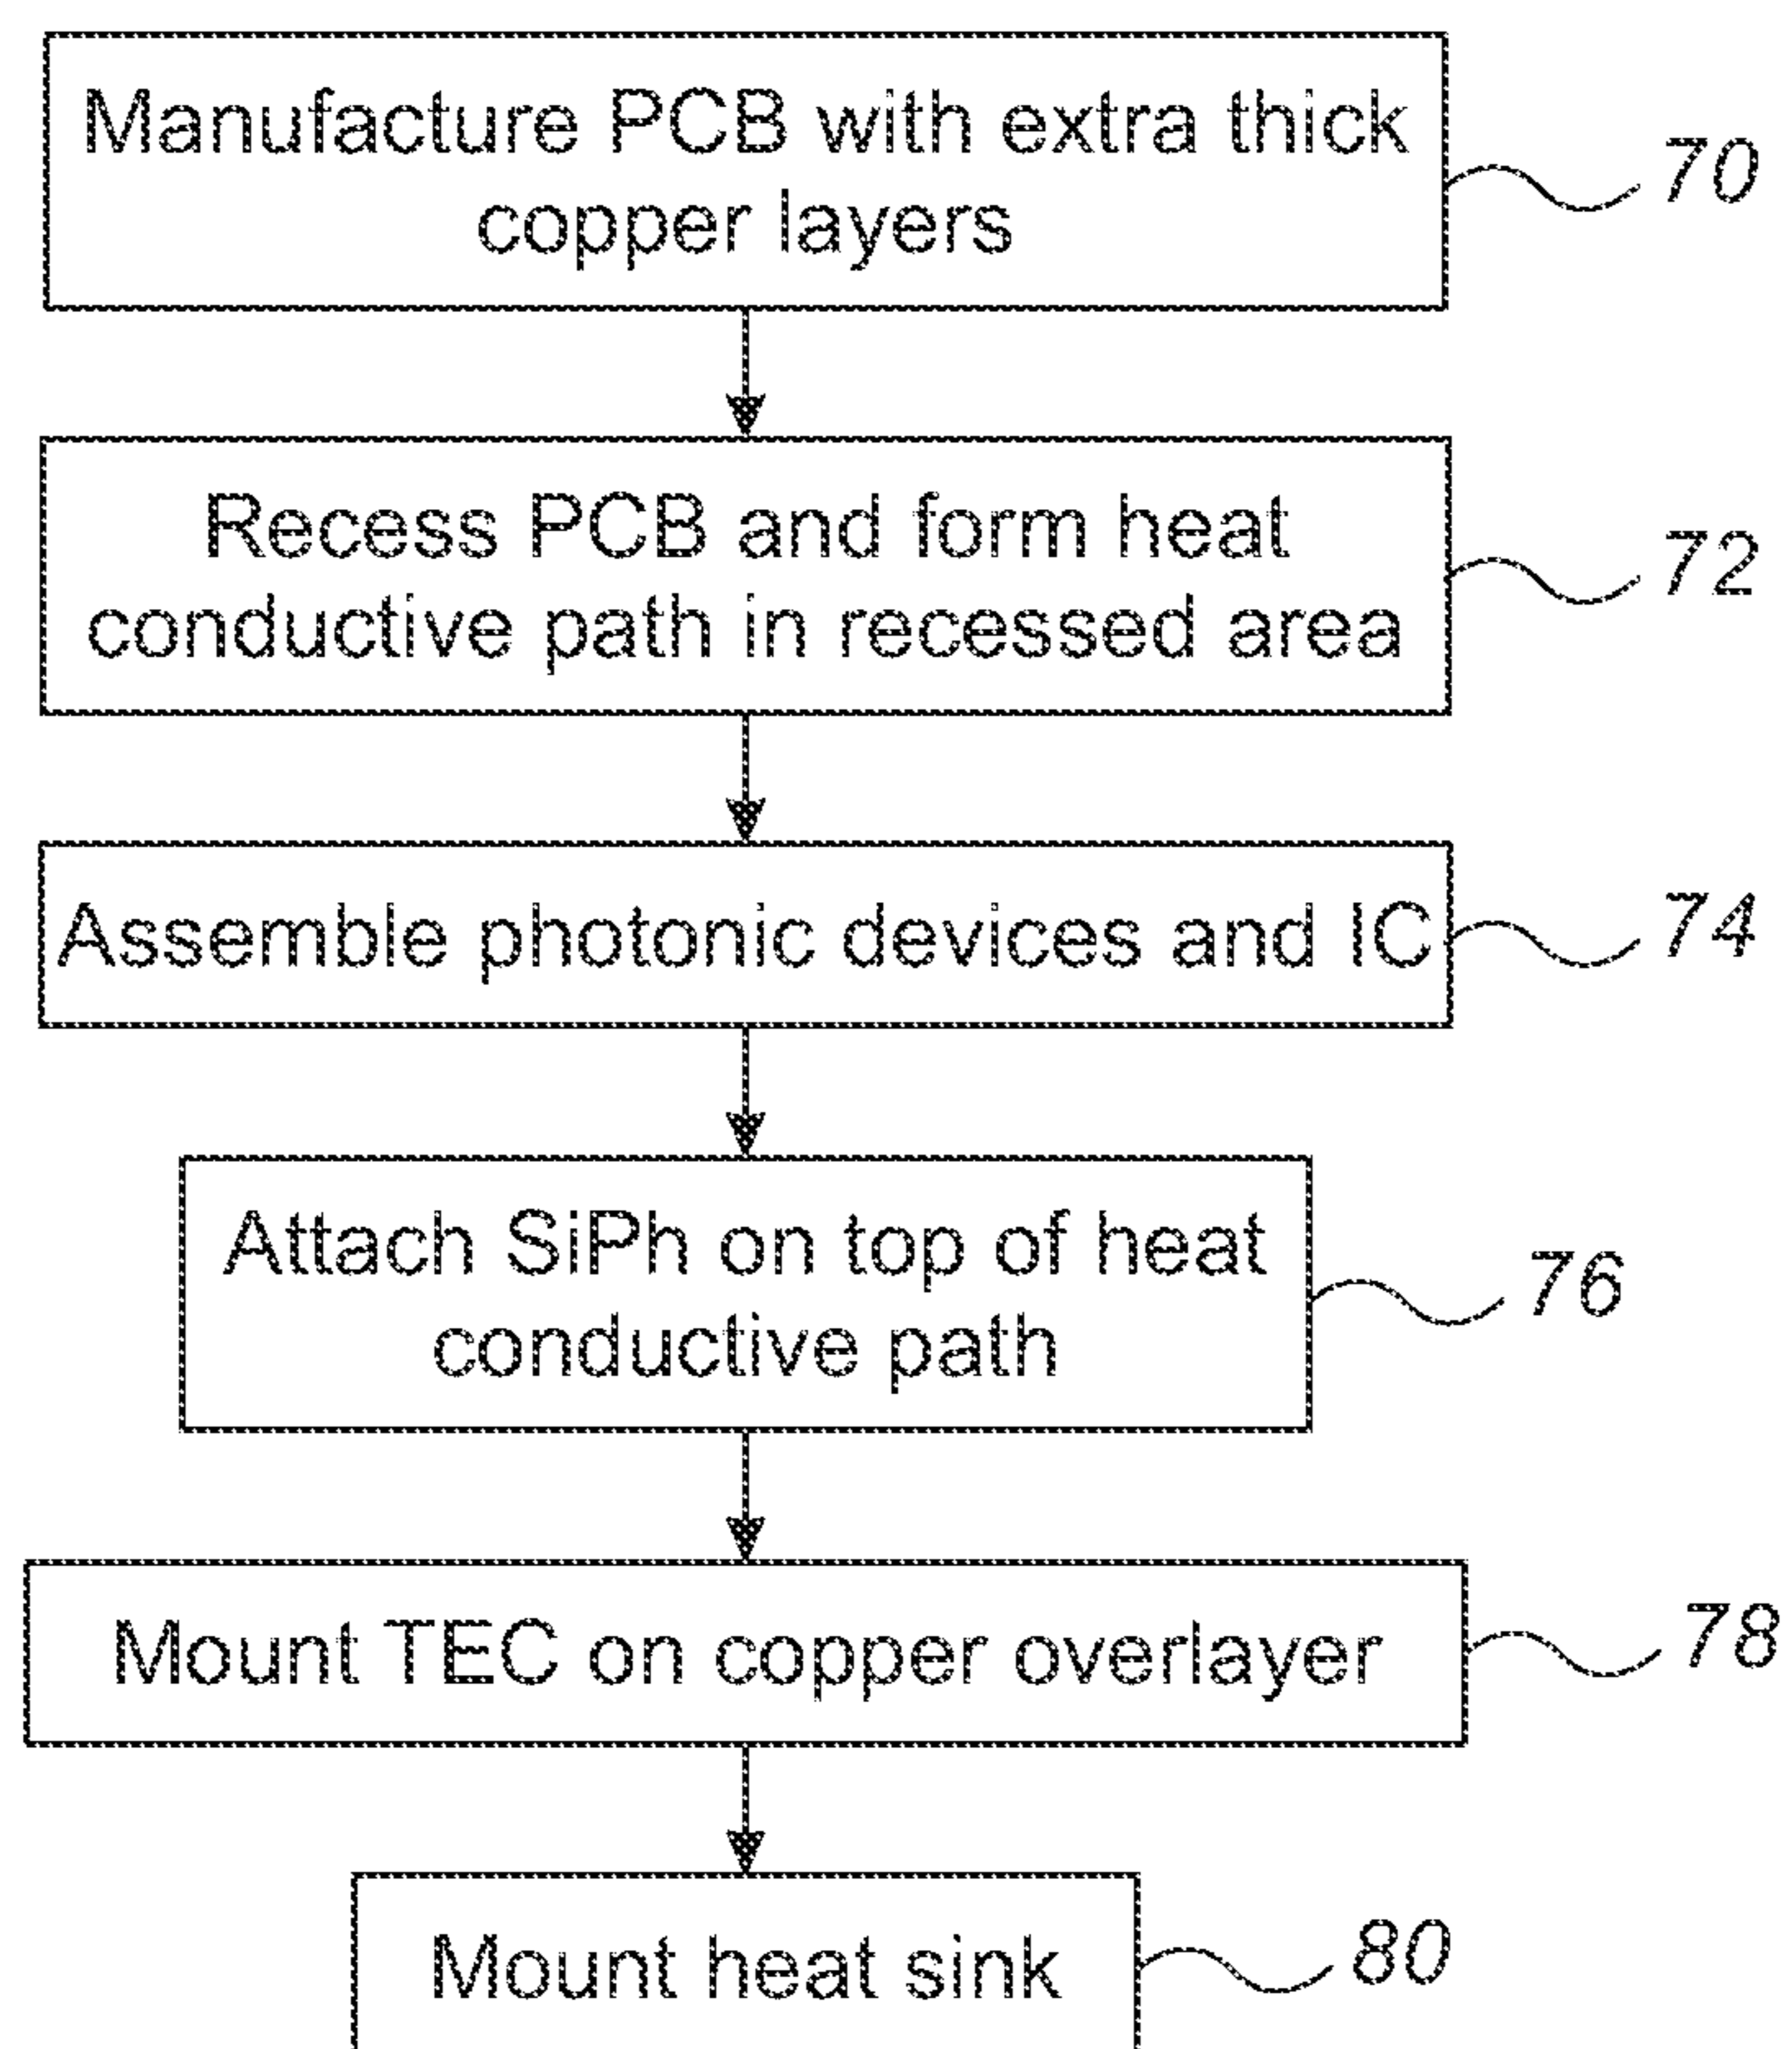 Manufacture PCB with extra thick
copper layers
70
Recess PCB and form heat
conductive path in recessed area
72
Assemble photonic devices and IC
74
Attach SiPh on top of heat
conductive path
76
Mount TEC on copper overlayer
78
Mount heat sink
80